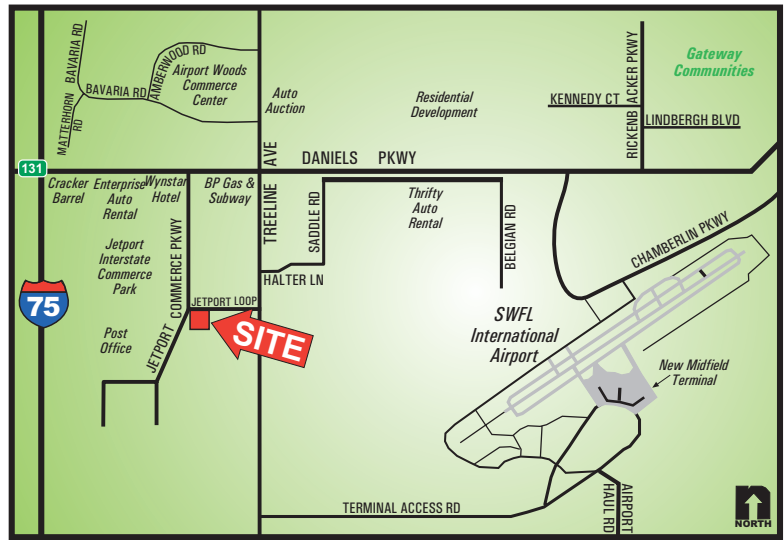 BAVARIA RD
AMBERWOOD RD
Airport Woods
Commerce
Center
BAVARIA RD
MATTERHORN
RD
Auto
Auction
Residential
Development
KENNEDY CT
RICKENB ACKER PKWY
Gateway
Communities
LINDBERGH BLVD
131
DANIELS PKWY
TREELINE AVE
Cracker
Barrel
Enterprise
Auto
Rental
Wynstar
Hotel
BP Gas &
Subway
SADDLE RD
Thrifty
Auto
Rental
BELGIAN RD
CHAMBERLIN PKWY
Jetport
Interstate
Commerce
Park
JETPORT COMMERCE PKWY
HALTER LN
75
JETPORT LOOP
SITE
Post
Office
SWFL
International
Airport
New Midfield
Terminal
TERMINAL ACCESS RD
AIRPORT
HAUL RD
n
NORTH